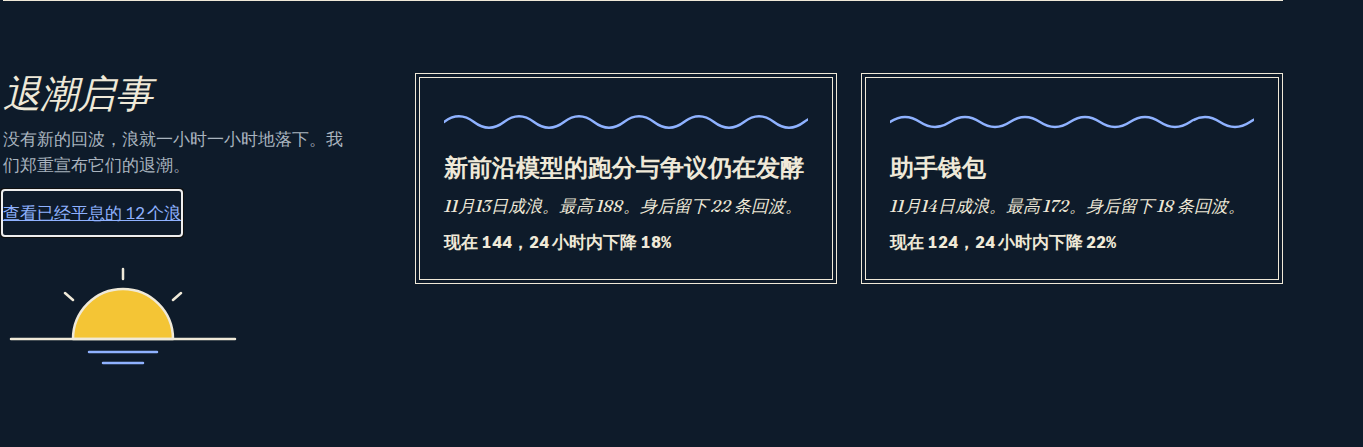 退潮启事
没有新的回波，浪就一小时一小时地落下。我
们郑重宣布它们的退潮。
查看已经平息的 12 个浪
新前沿模型的跑分与争议仍在发酵
11月13日成浪。最高 188。身后留下 22 条回波。
现在 144，24 小时内下降 18%
助手钱包
11月14日成浪。最高 172。身后留下 18 条回波。
现在 124，24 小时内下降 22%